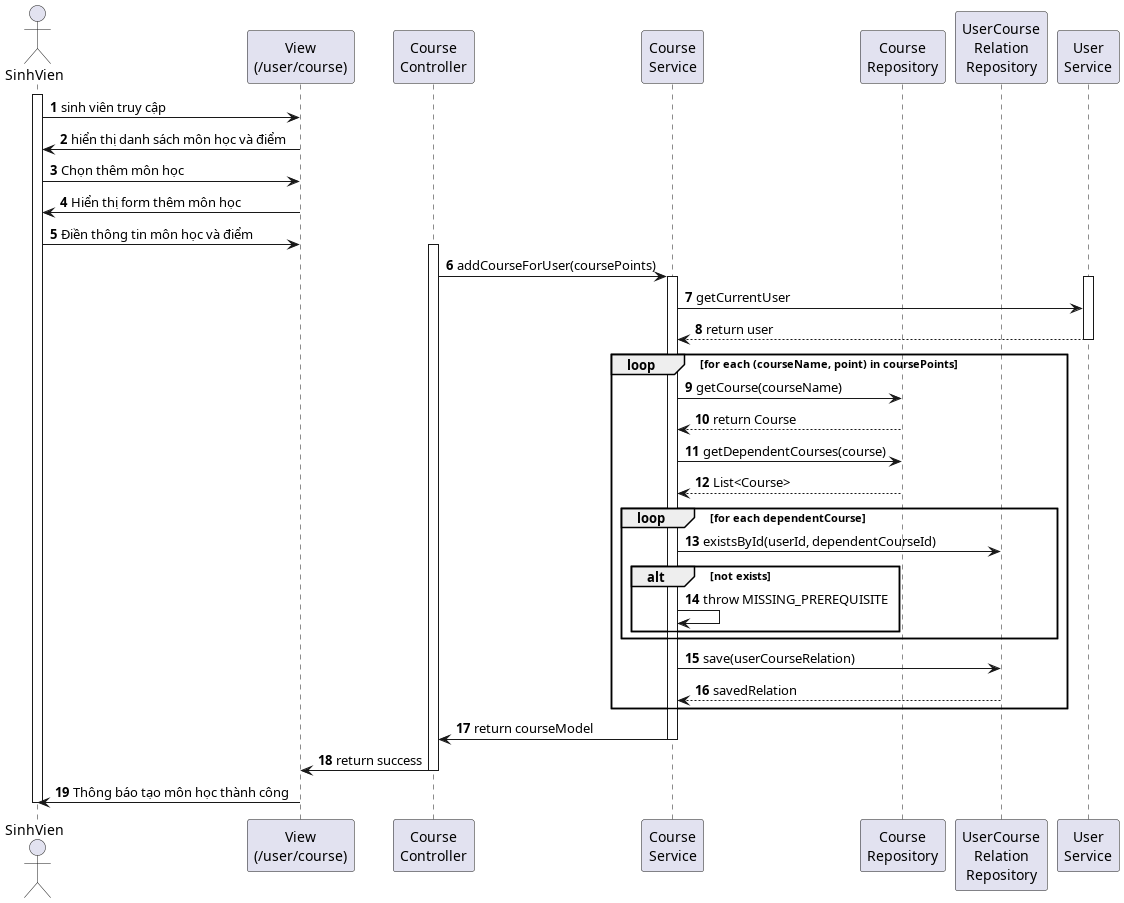 SinhVien
View
(/user/course)
Course
Controller
Course
Service
Course
Repository
UserCourse
Relation
Repository
User
Service
1 sinh viên truy cập
2 hiển thị danh sách môn học và điểm
3 Chọn thêm môn học
4 Hiển thị form thêm môn học
5 Điền thông tin môn học và điểm
6 addCourseForUser(coursePoints)
7 getCurrentUser
8 return user
loop [for each (courseName, point) in coursePoints]
9 getCourse(courseName)
10 return Course
11 getDependentCourses(course)
12 List<Course>
loop [for each dependentCourse]
13 existsById(userId, dependentCourseId)
alt [not exists]
14 throw MISSING_PREREQUISITE
15 save(userCourseRelation)
16 savedRelation
17 return courseModel
18 return success
19 Thông báo tạo môn học thành công
SinhVien
View
(/user/course)
Course
Controller
Course
Service
Course
Repository
UserCourse
Relation
Repository
User
Service